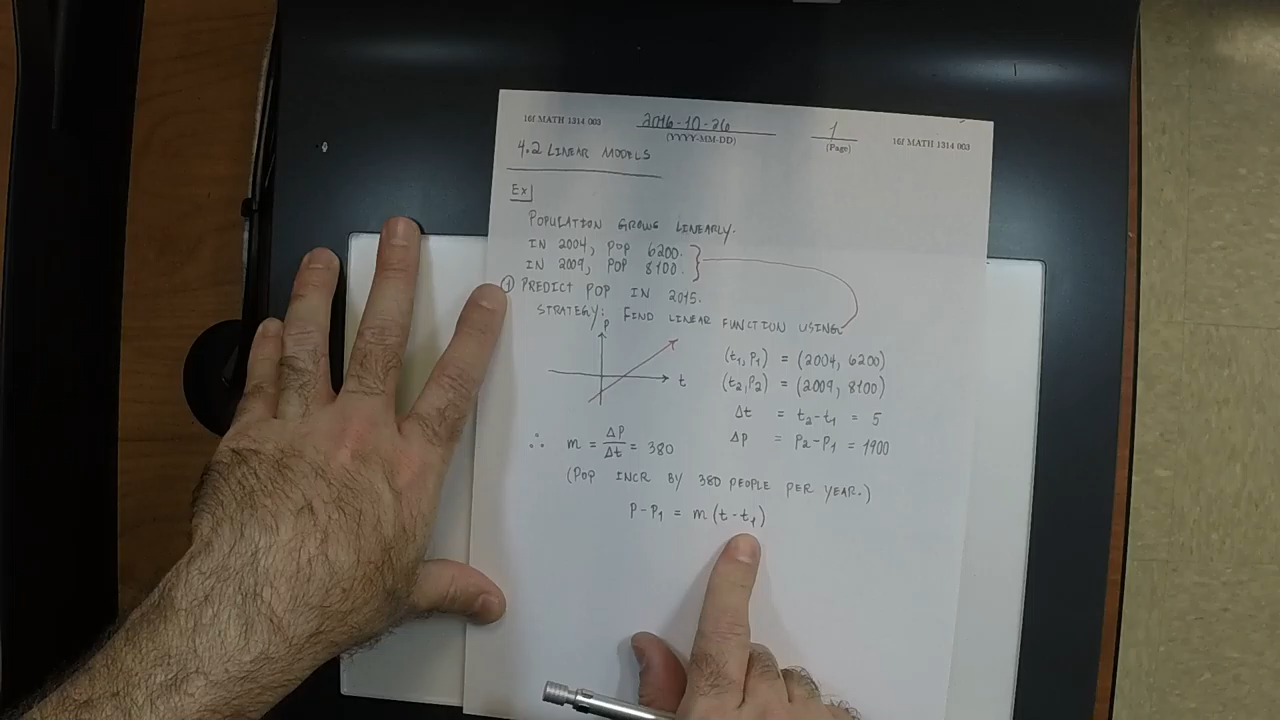 16f MATH 1314 003 2016-10-26 1 16f MATH 1314 003
(YYYY-MM-DD) (Page)
4.2 LINEAR MODELS
Ex
POPULATION GROWS LINEARLY.
IN 2004, POP 6200.
IN 2009, POP 8100.
① PREDICT POP IN 2015.
STRATEGY: FIND LINEAR FUNCTION USING
P
t
(t₁, P₁) = (2004, 6200)
(t₂, P₂) = (2009, 8100)
Δt = t₂-t₁ = 5
ΔP = P₂-P₁ = 1900
∴ m = ΔP/Δt = 380
(POP INCR BY 380 PEOPLE PER YEAR.)
P-P₁ = m(t-t₁)